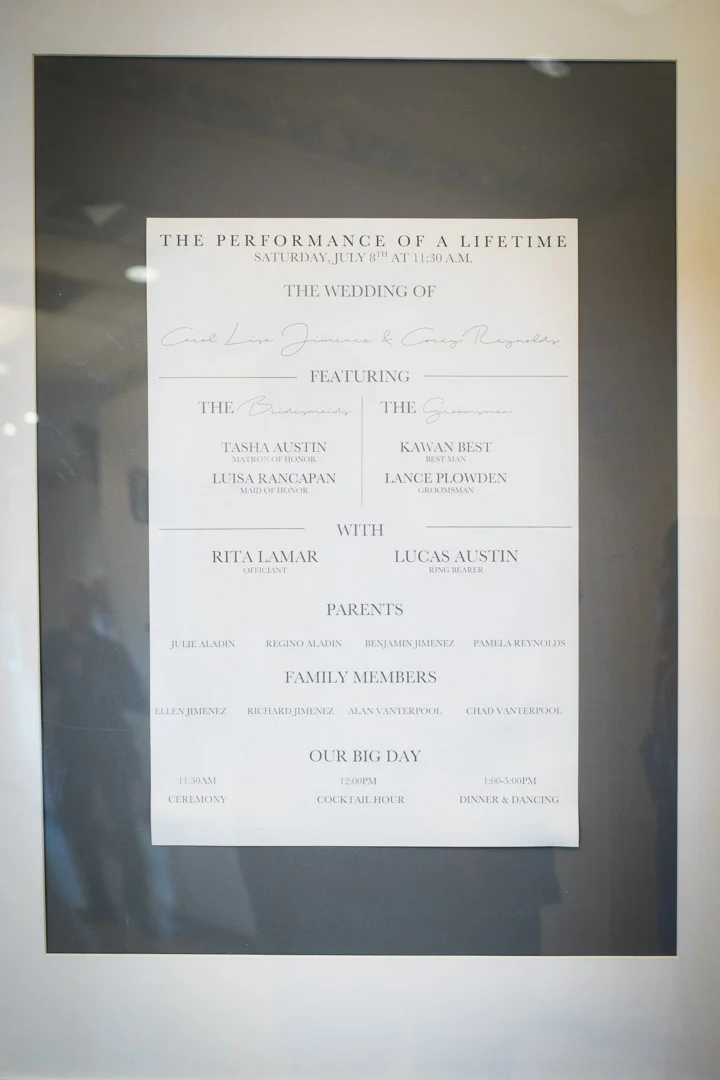 THE PERFORMANCE OF A LIFETIME
SATURDAY, JULY 8TH AT 11:30 A.M.
THE WEDDING OF
Carol Lisa Jimenez & Corey Reynolds
FEATURING
THE Bridesmaids
TASHA AUSTIN
MATRON OF HONOR
LUISA RANCAPAN
MAID OF HONOR
THE Groomsmen
KAWAN BEST
BEST MAN
LANCE PLOWDEN
GROOMSMAN
WITH
RITA LAMAR LUCAS AUSTIN
OFFICIANT RING BEARER
PARENTS
JULIE ALADIN REGINO ALADIN BENJAMIN JIMENEZ PAMELA REYNOLDS
FAMILY MEMBERS
ELLEN JIMENEZ RICHARD JIMENEZ ALAN VANTERPOOL CHAD VANTERPOOL
OUR BIG DAY
11:30AM 12:00PM 1:00-5:00PM
CEREMONY COCKTAIL HOUR DINNER & DANCING